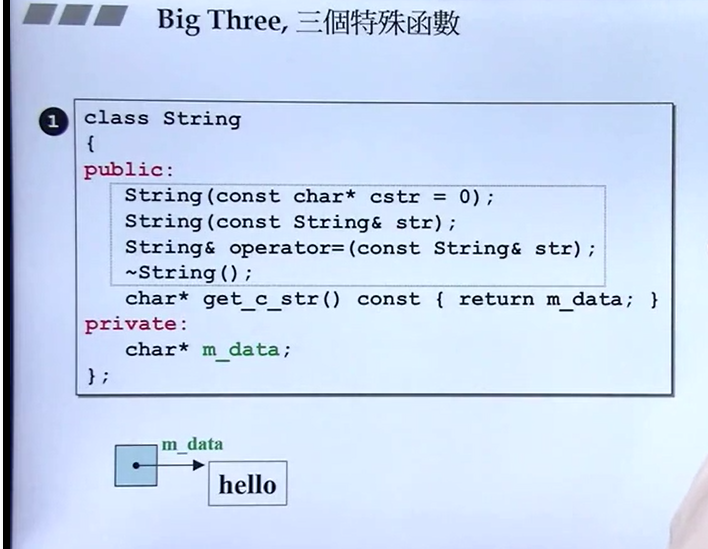 Big Three, 三個特殊函數
1
class String
{
public:
String(const char* cstr = 0);
String(const String& str);
String& operator=(const String& str);
~String();
char* get_c_str() const { return m_data; }
private:
char* m_data;
};
m_data
hello